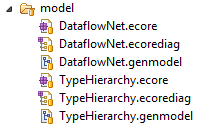 model
DataflowNet.ecore
DataflowNet.ecorediag
DataflowNet.genmodel
TypeHierarchy.ecore
TypeHierarchy.ecorediag
TypeHierarchy.genmodel